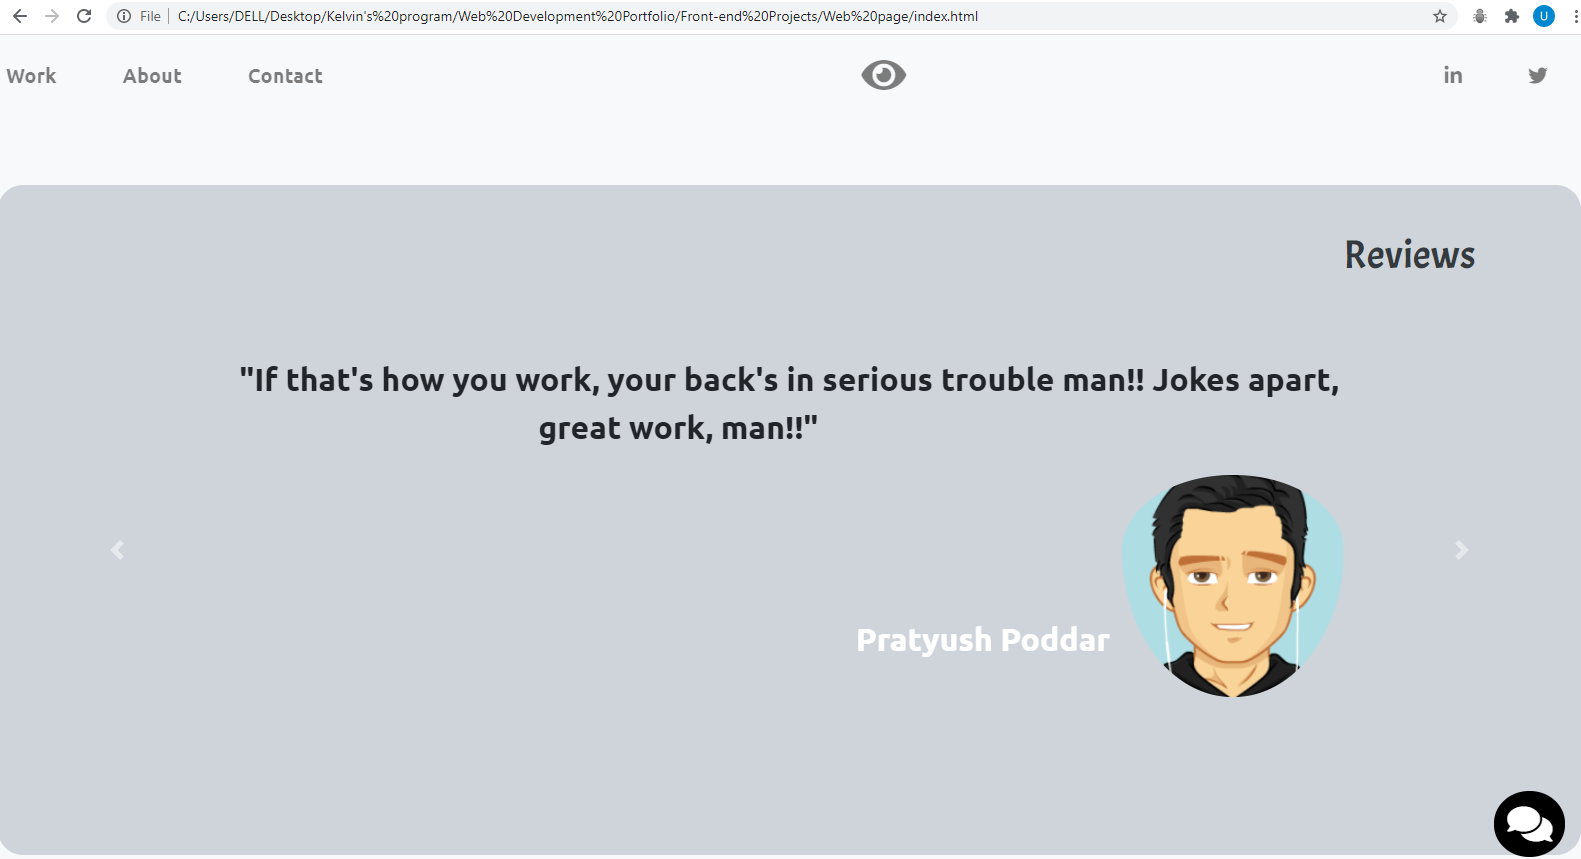 File C:/Users/DELL/Desktop/Kelvin's%20program/Web%20Development%20Portfolio/Front-end%20Projects/Web%20page/index.html
U
Work About Contact in
Reviews
"If that's how you work, your back's in serious trouble man!! Jokes apart,
great work, man!!"
Pratyush Poddar